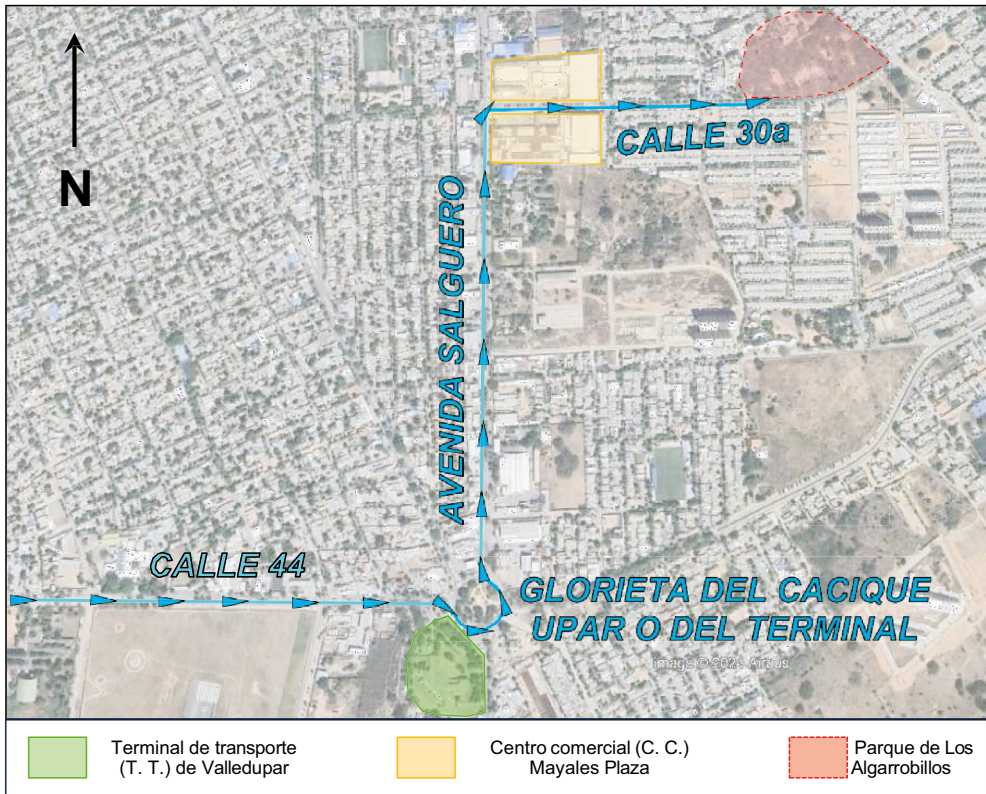 N
CALLE 30a
AVENIDA SALGUERO
CALLE 44
GLORIETA DEL CACIQUE
UPAR O DEL TERMINAL
image © 2024 Airbus
Terminal de transporte
(T. T.) de Valledupar
Centro comercial (C. C.)
Mayales Plaza
Parque de Los
Algarrobillos